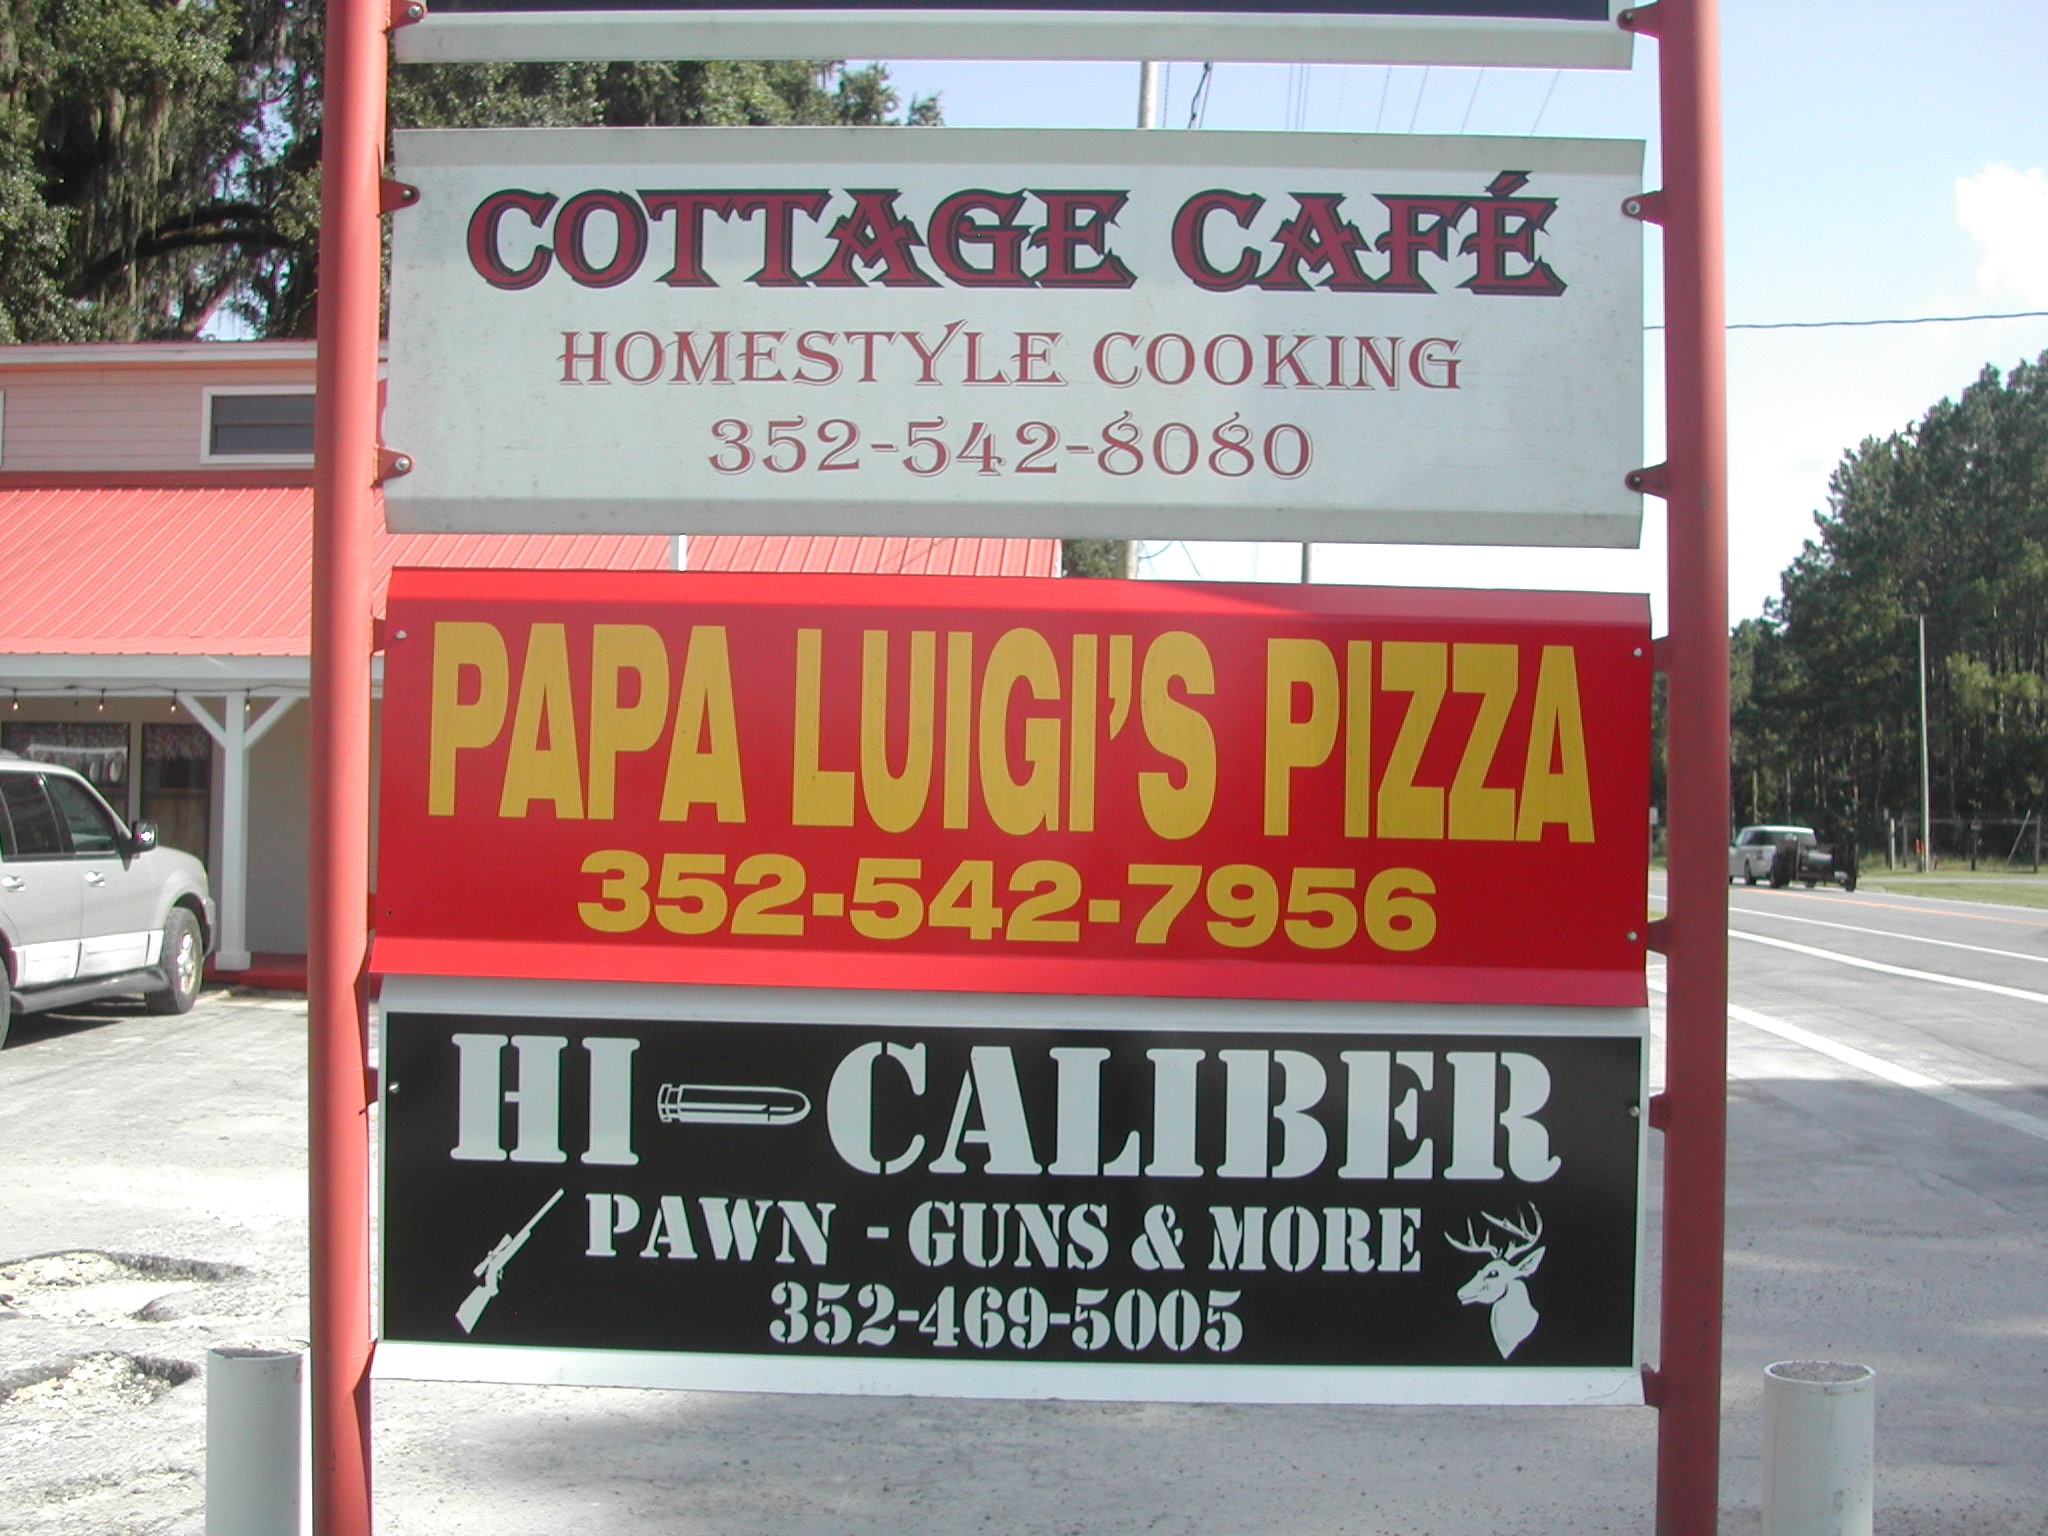 COTTAGE CAFÉ
HOMESTYLE COOKING
352-542-8080
PAPA LUIGI'S PIZZA
352-542-7956
HI-CALIBER
PAWN - GUNS & MORE
352-469-5005